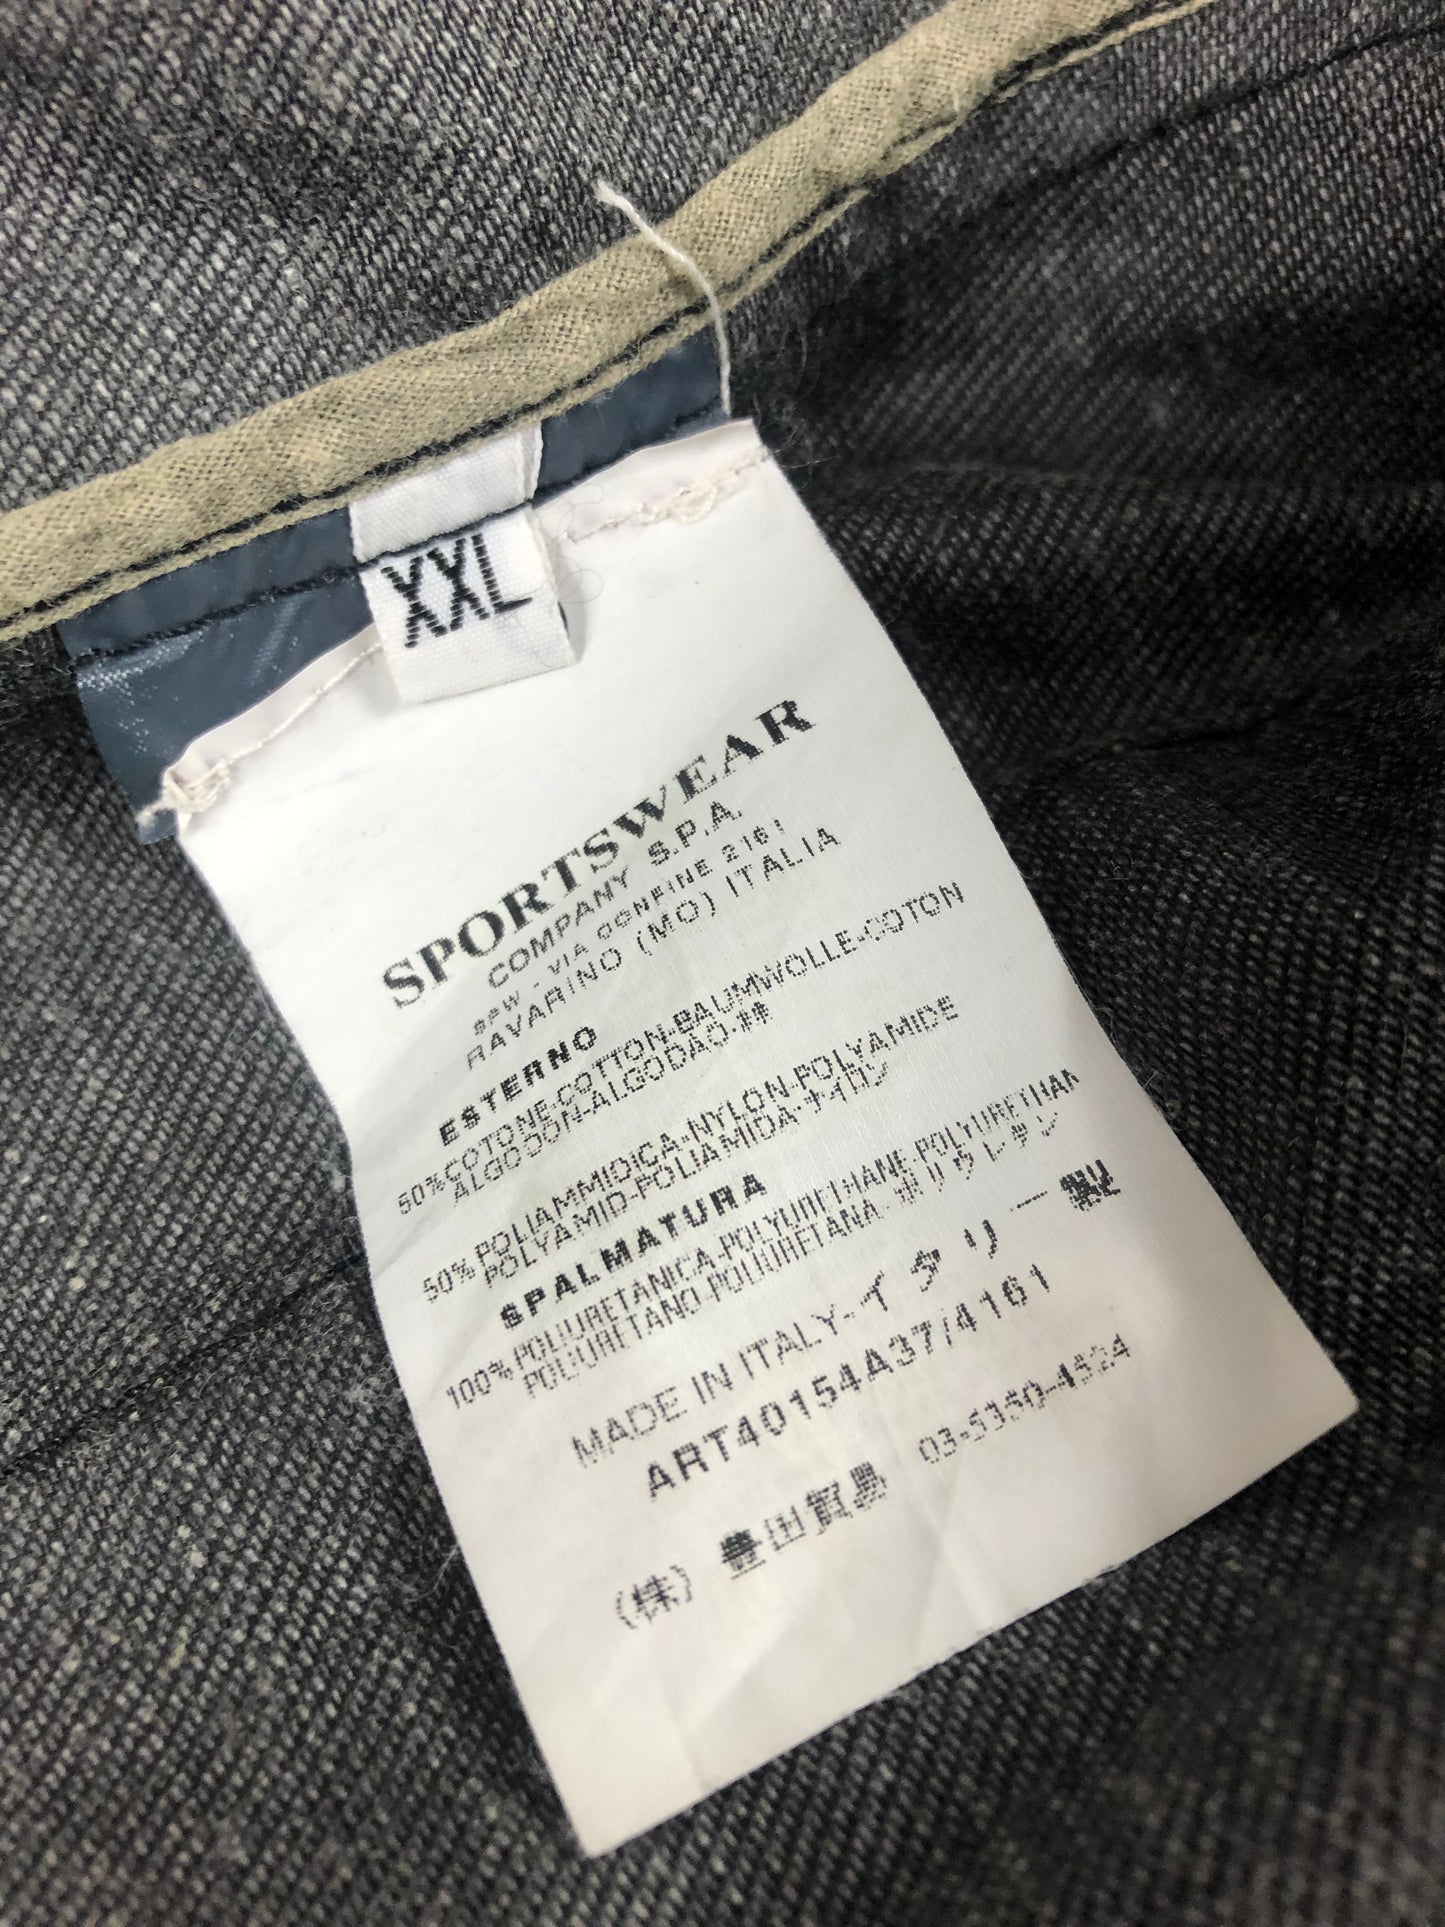 XXL
SPORTSWEAR
COMPANY S.P.A.
SPW - VIA CONFINE 2161
RAVARINO (MO) ITALIA
ESTERNO
50% COTONE-COTTON-BAUMWOLLE-COTON
ALGODON-ALGODAO-綿
50% POLIAMMIDICA-NYLON-POLYAMIDE
POLYAMID-POLIAMIDA-ナイロン
SPALMATURA
100% POLIURETANICA-POLYURETHANE-POLYURETHAN
POLIURETANO-POLIURETANA-ポリウレタン
MADE IN ITALY-イタリー製
ART40154A37/4161
(株) 豊田貿易 03-5350-4524